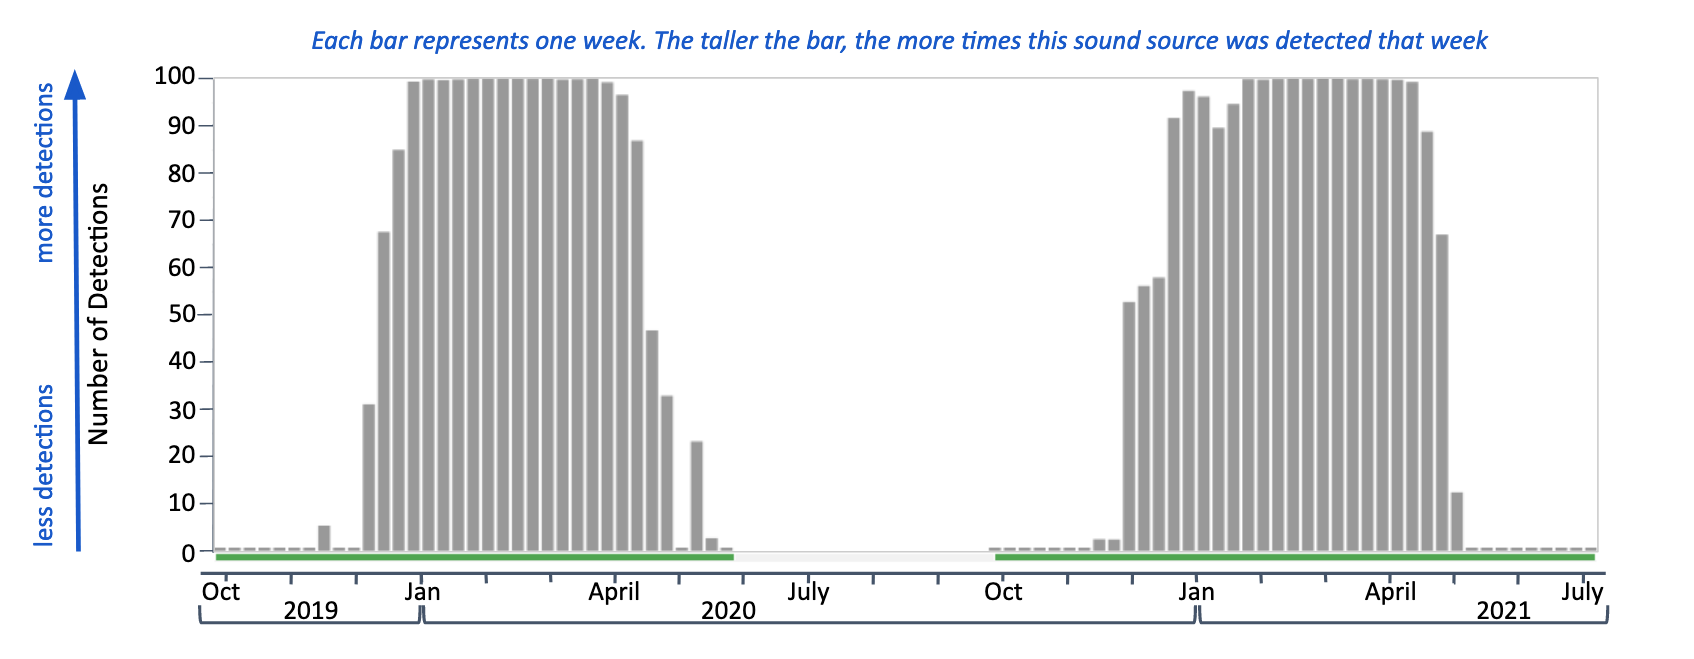 Each bar represents one week. The taller the bar, the more times this sound source was detected that week
more detections
less detections
Number of Detections
100
90
80
70
60
50
40
30
20
10
0
Oct Jan April July Oct Jan April July
2019 2020 2021